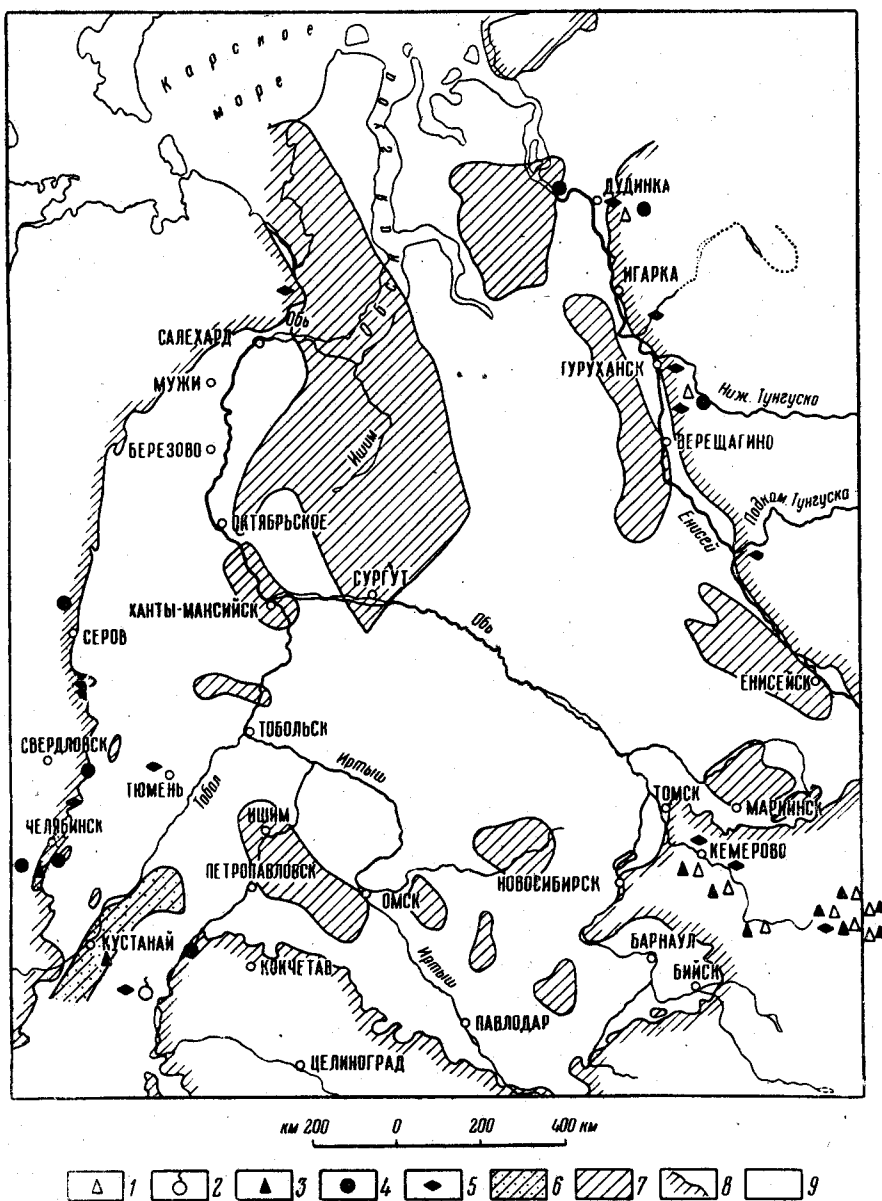 Карское
море
Обь
ДУДИНКА
ИГАРКА
САЛЕХАРД
Обь
ТУРУХАНСК
МУЖИ
Ниж. Тунгуска
ВЕРЕЩАГИНО
БЕРЕЗОВО
Ишим
Подкам. Тунгуска
Енисей
ОКТЯБРЬСКОЕ
СУРГУТ
ХАНТЫ-МАНСИЙСК
Обь
СЕРОВ
ЕНИСЕЙСК
ТОБОЛЬСК
СВЕРДЛОВСК
Иртыш
ТЮМЕНЬ
Тобол
ТОМСК
МАРИИНСК
ИШИМ
ЧЕЛЯБИНСК
КЕМЕРОВО
ПЕТРОПАВЛОВСК
НОВОСИБИРСК
ОМСК
КУСТАНАЙ
БАРНАУЛ
КОКЧЕТАВ
Иртыш
БИЙСК
ПАВЛОДАР
ЦЕЛИНОГРАД
км 200 0 200 400 км
1 2 3 4 5 6 7 8 9